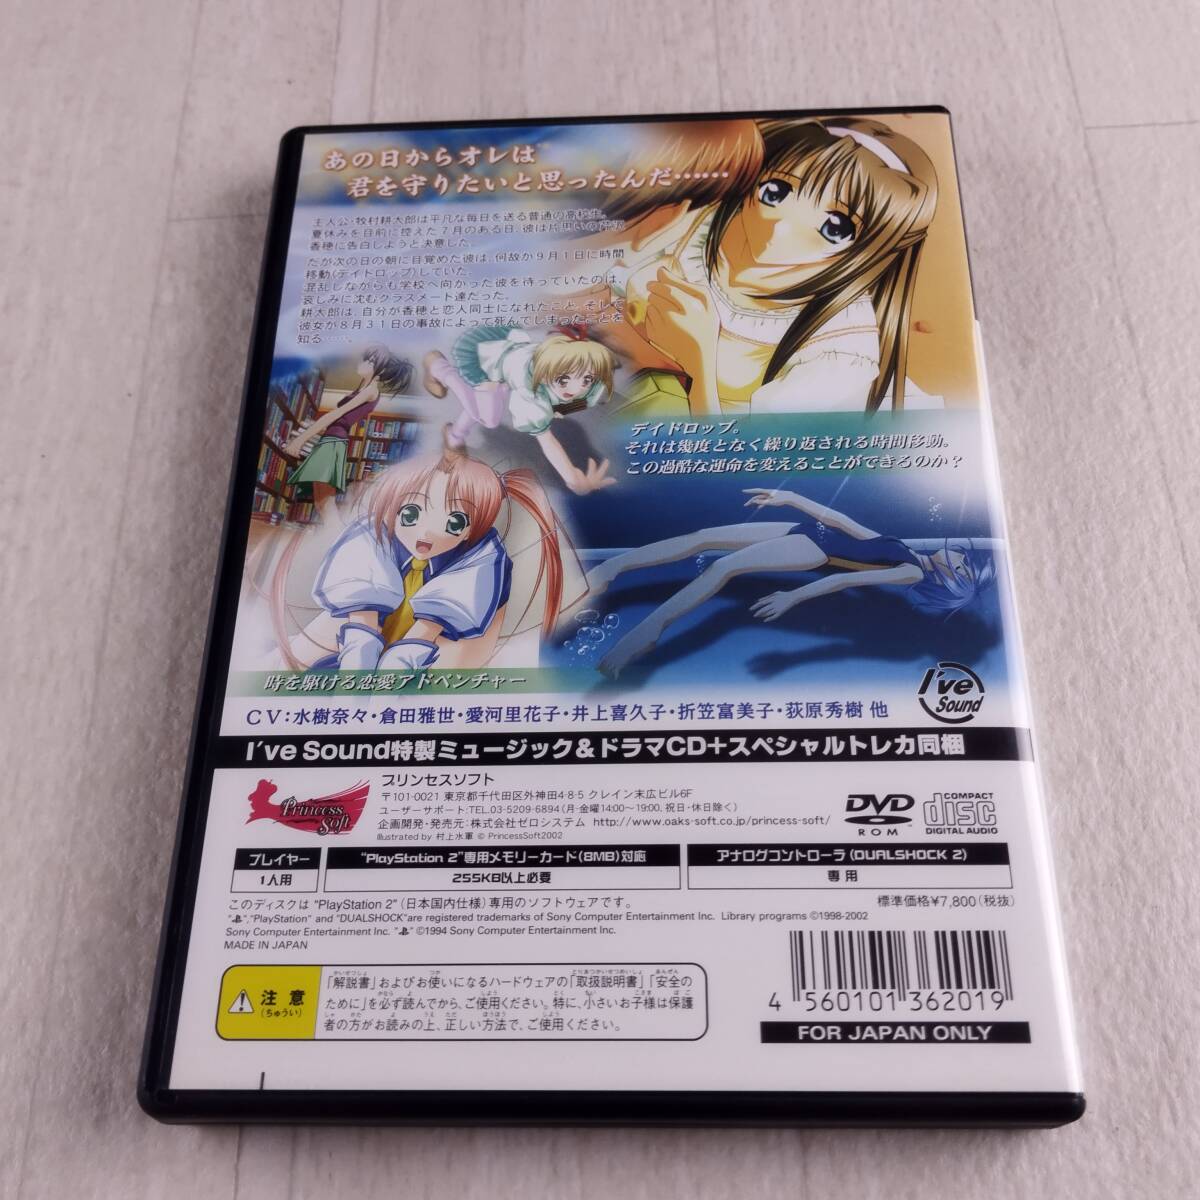 あの日からオレは
君を守りたいと思ったんだ……
主人公・牧村耕太郎は平凡な毎日を送る普通の高校生。
夏休みを目前に控えた7月のある日、彼は片思いの芹沢
香穂に告白しようと決意した。
だが次の日の朝に目覚めた彼は、何故か9月1日に時間
移動(デイドロップ)していた。
混乱しながらも学校へ向かった彼を待っていたのは、
哀しみに沈むクラスメート達だった。
耕太郎は、自分が香穂と恋人同士になれたこと、そして
彼女が8月31日の事故によって死んでしまったことを
知る……。
デイドロップ。
それは幾度となく繰り返される時間移動。
この過酷な運命を変えることができるのか?
時を駆ける恋愛アドベンチャー
I've Sound
CV:水樹奈々・倉田雅世・愛河里花子・井上喜久子・折笠富美子・荻原秀樹 他
I've Sound特製ミュージック&ドラマCD+スペシャルトレカ同梱
Princess Soft
プリンセスソフト
〒101-0021 東京都千代田区外神田4-8-5 クレイン末広ビル6F
ユーザーサポート:TEL.03-5209-6894(月-金曜14:00~19:00、祝日・休日除く)
企画開発・発売元:株式会社ゼロシステム http://www.oaks-soft.co.jp/princess-soft/
Illustrated by 村上水軍 © PrincessSoft2002
DVD ROM
COMPACT disc DIGITAL AUDIO
プレイヤー
1人用
"PlayStation 2"専用メモリーカード(8MB)対応
255KB以上必要
アナログコントローラ(DUALSHOCK 2)
専用
このディスクは "PlayStation 2"(日本国内仕様)専用のソフトウェアです。
標準価格¥7,800(税抜)
"","PlayStation" and "DUALSHOCK"are registered trademarks of Sony Computer Entertainment Inc. Library programs ©1998-2002
Sony Computer Entertainment Inc. "" ©1994 Sony Computer Entertainment Inc.
MADE IN JAPAN
注意
(ちゅうい)
「解説書」およびお使いになるハードウェアの「取扱説明書」「安全の
ために」を必ず読んでから、ご使用ください。特に、小さいお子様は保護
者の方がお読みの上、正しい方法で、ご使用ください。
4 560101 362019
FOR JAPAN ONLY